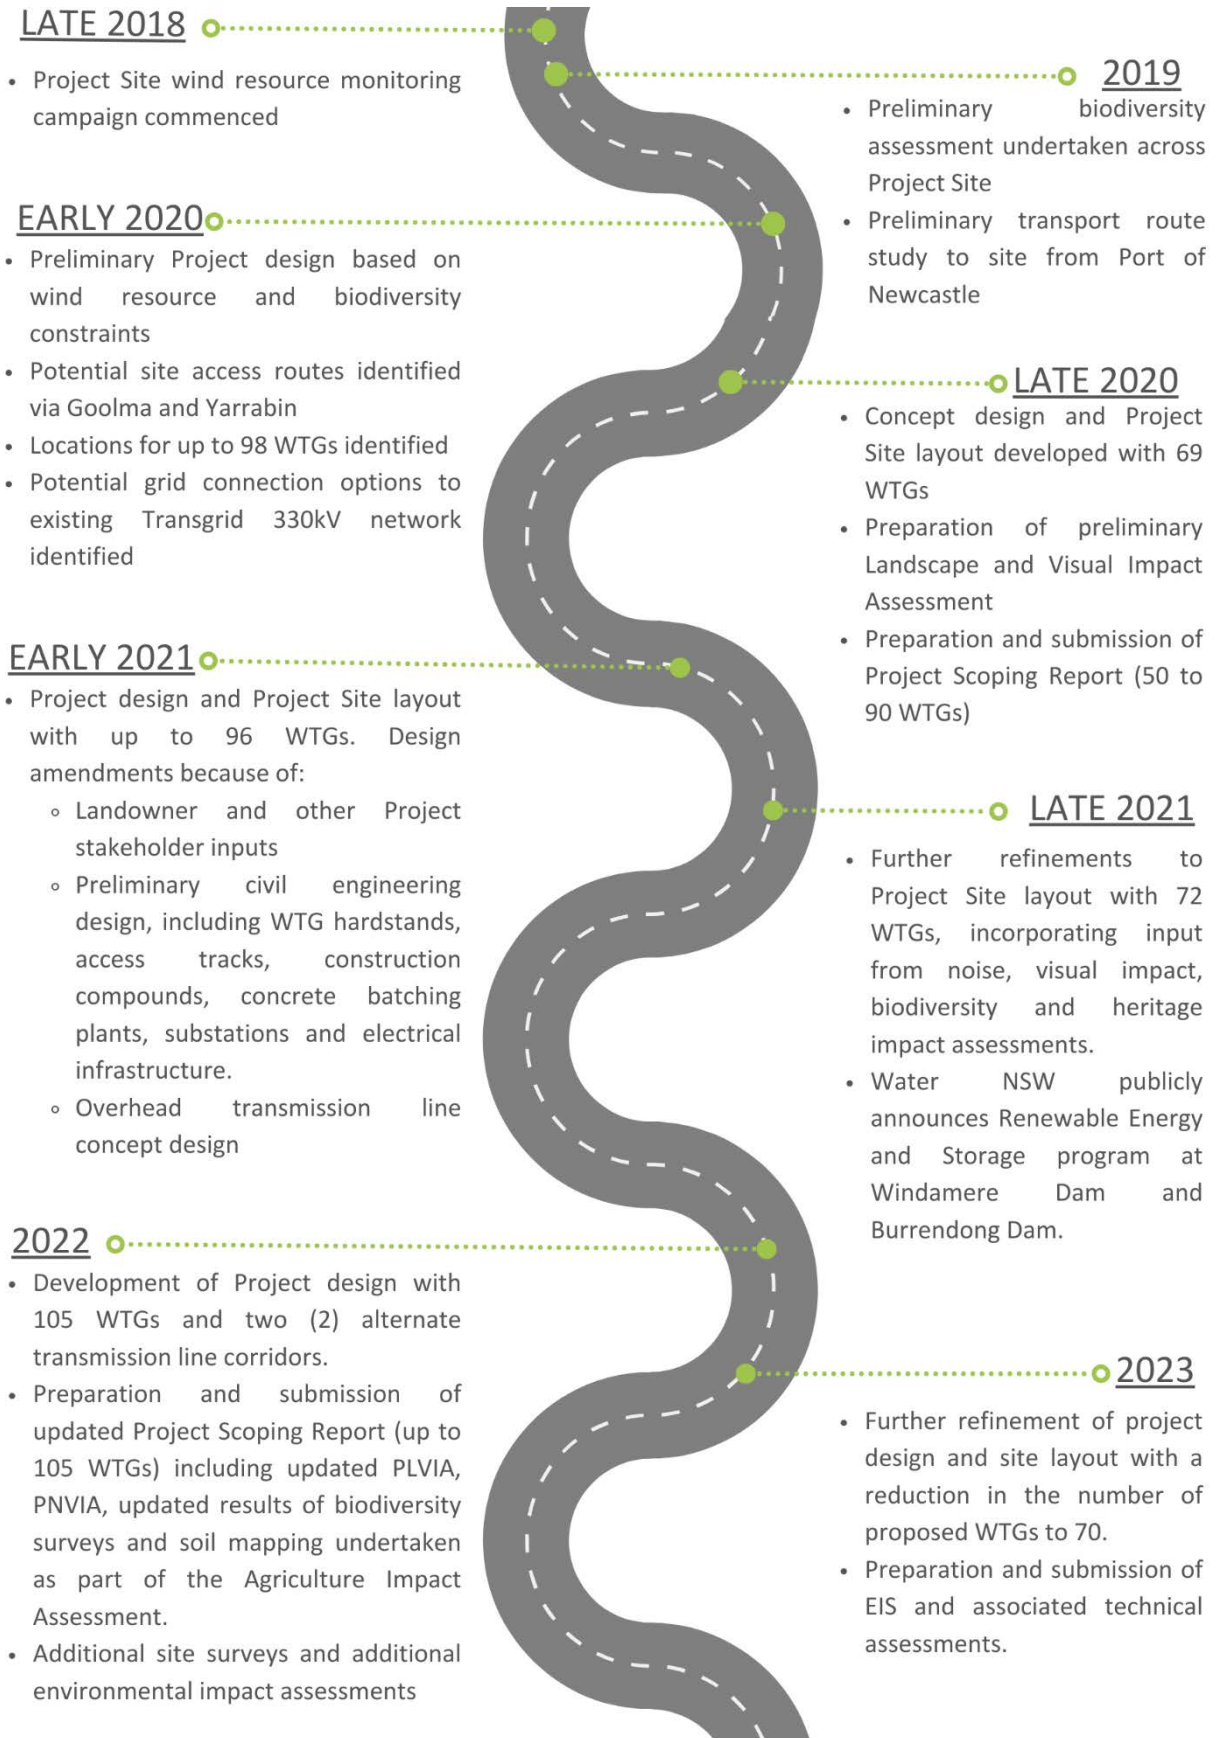 LATE 2018
• Project Site wind resource monitoring
campaign commenced
2019
• Preliminary biodiversity
assessment undertaken across
Project Site
• Preliminary transport route
study to site from Port of
Newcastle
EARLY 2020
• Preliminary Project design based on
wind resource and biodiversity
constraints
• Potential site access routes identified
via Goolma and Yarrabin
• Locations for up to 98 WTGs identified
• Potential grid connection options to
existing Transgrid 330kV network
identified
LATE 2020
• Concept design and Project
Site layout developed with 69
WTGs
• Preparation of preliminary
Landscape and Visual Impact
Assessment
• Preparation and submission of
Project Scoping Report (50 to
90 WTGs)
EARLY 2021
• Project design and Project Site layout
with up to 96 WTGs. Design
amendments because of:
◦ Landowner and other Project
stakeholder inputs
◦ Preliminary civil engineering
design, including WTG hardstands,
access tracks, construction
compounds, concrete batching
plants, substations and electrical
infrastructure.
◦ Overhead transmission line
concept design
LATE 2021
• Further refinements to
Project Site layout with 72
WTGs, incorporating input
from noise, visual impact,
biodiversity and heritage
impact assessments.
• Water NSW publicly
announces Renewable Energy
and Storage program at
Windamere Dam and
Burrendong Dam.
2022
• Development of Project design with
105 WTGs and two (2) alternate
transmission line corridors.
• Preparation and submission of
updated Project Scoping Report (up to
105 WTGs) including updated PLVIA,
PNVIA, updated results of biodiversity
surveys and soil mapping undertaken
as part of the Agriculture Impact
Assessment.
• Additional site surveys and additional
environmental impact assessments
2023
• Further refinement of project
design and site layout with a
reduction in the number of
proposed WTGs to 70.
• Preparation and submission of
EIS and associated technical
assessments.